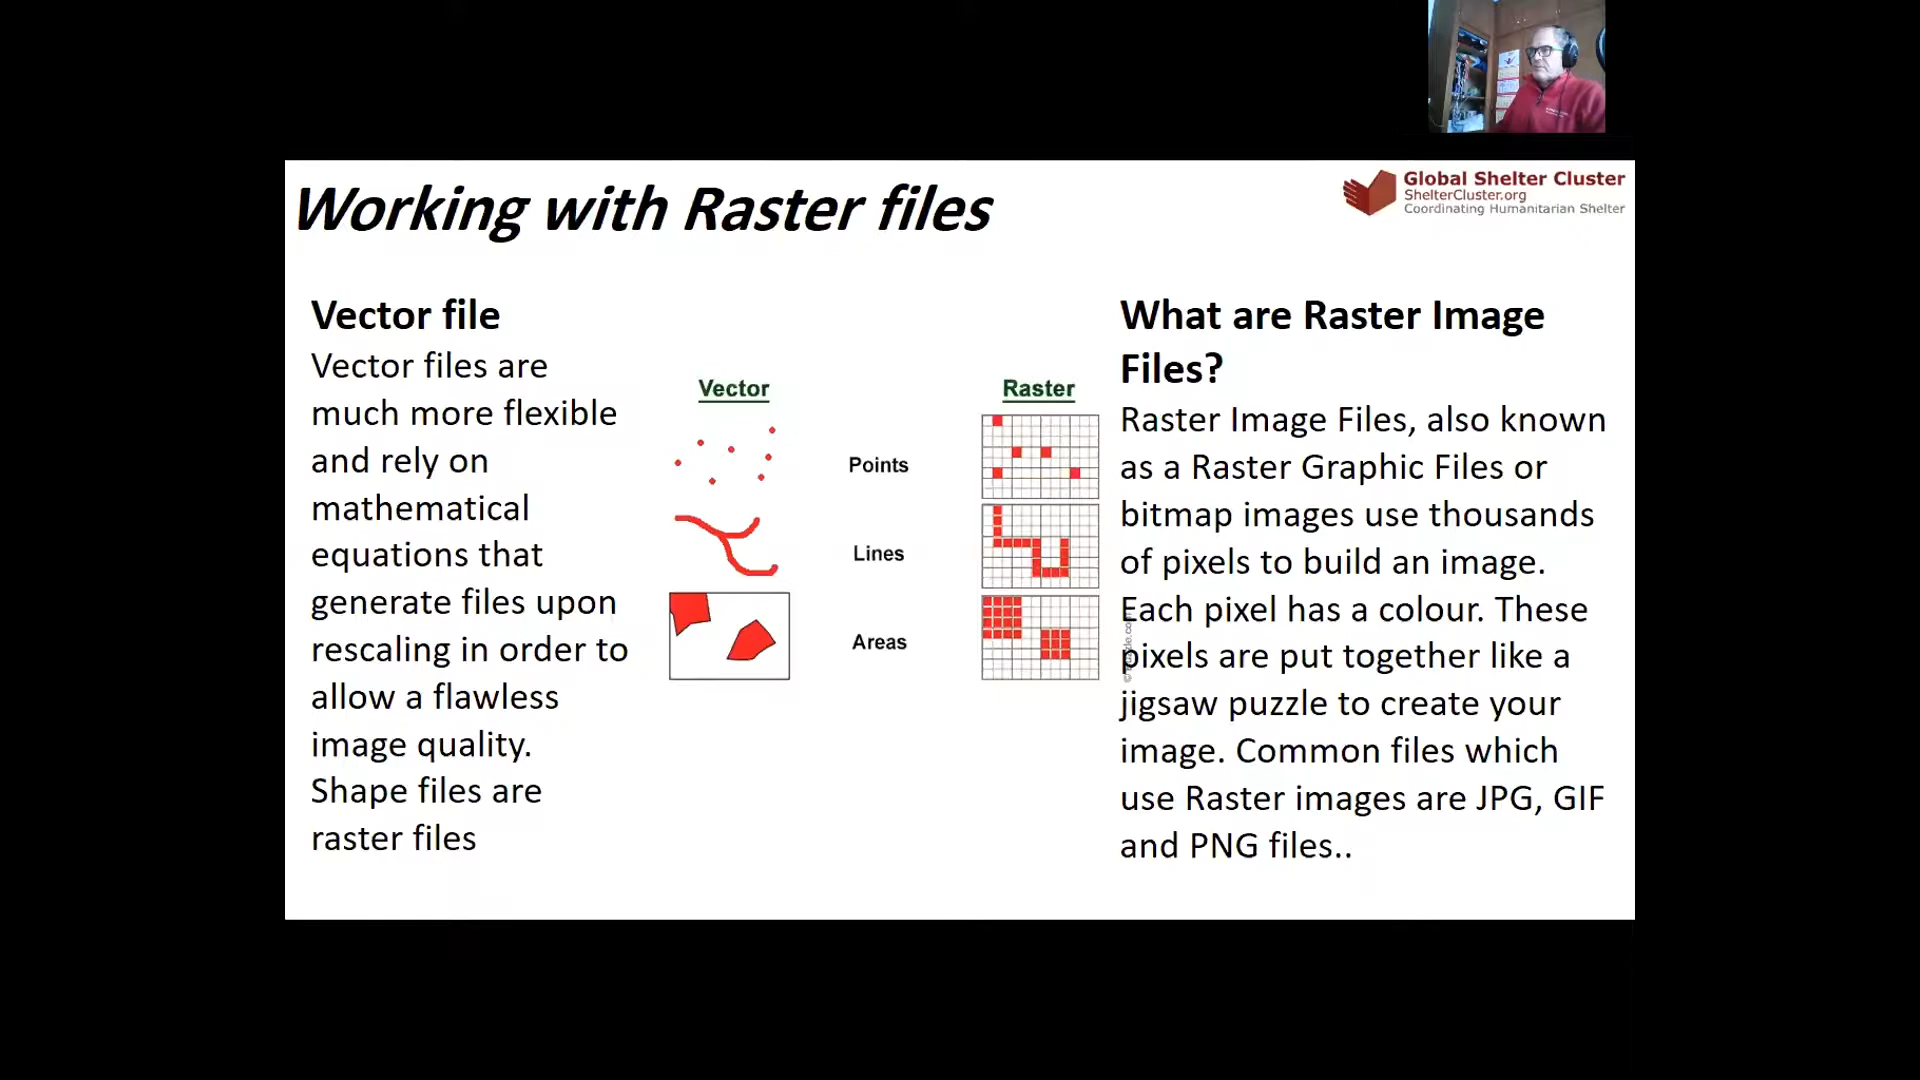 Working with Raster files
Global Shelter Cluster
ShelterCluster.org
Coordinating Humanitarian Shelter
Vector file
Vector files are
much more flexible
and rely on
mathematical
equations that
generate files upon
rescaling in order to
allow a flawless
image quality.
Shape files are
raster files
Vector
Raster
Points
Lines
Areas
What are Raster Image
Files?
Raster Image Files, also known
as a Raster Graphic Files or
bitmap images use thousands
of pixels to build an image.
Each pixel has a colour. These
pixels are put together like a
jigsaw puzzle to create your
image. Common files which
use Raster images are JPG, GIF
and PNG files..